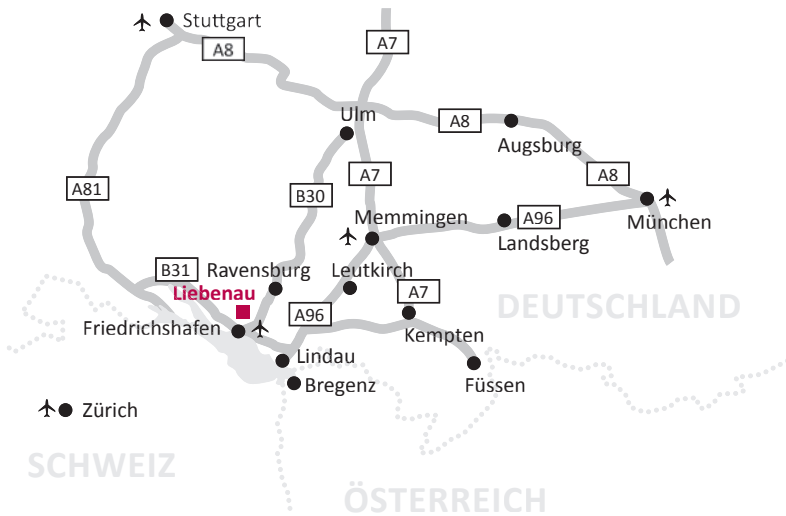 Stuttgart
A8
A7
Ulm
A8
Augsburg
A81
B30
A7
A8
Memmingen
A96
München
Landsberg
B31
Ravensburg
Leutkirch
Liebenau
A7
DEUTSCHLAND
A96
Friedrichshafen
Kempten
Lindau
Füssen
Bregenz
Zürich
SCHWEIZ
ÖSTERREICH